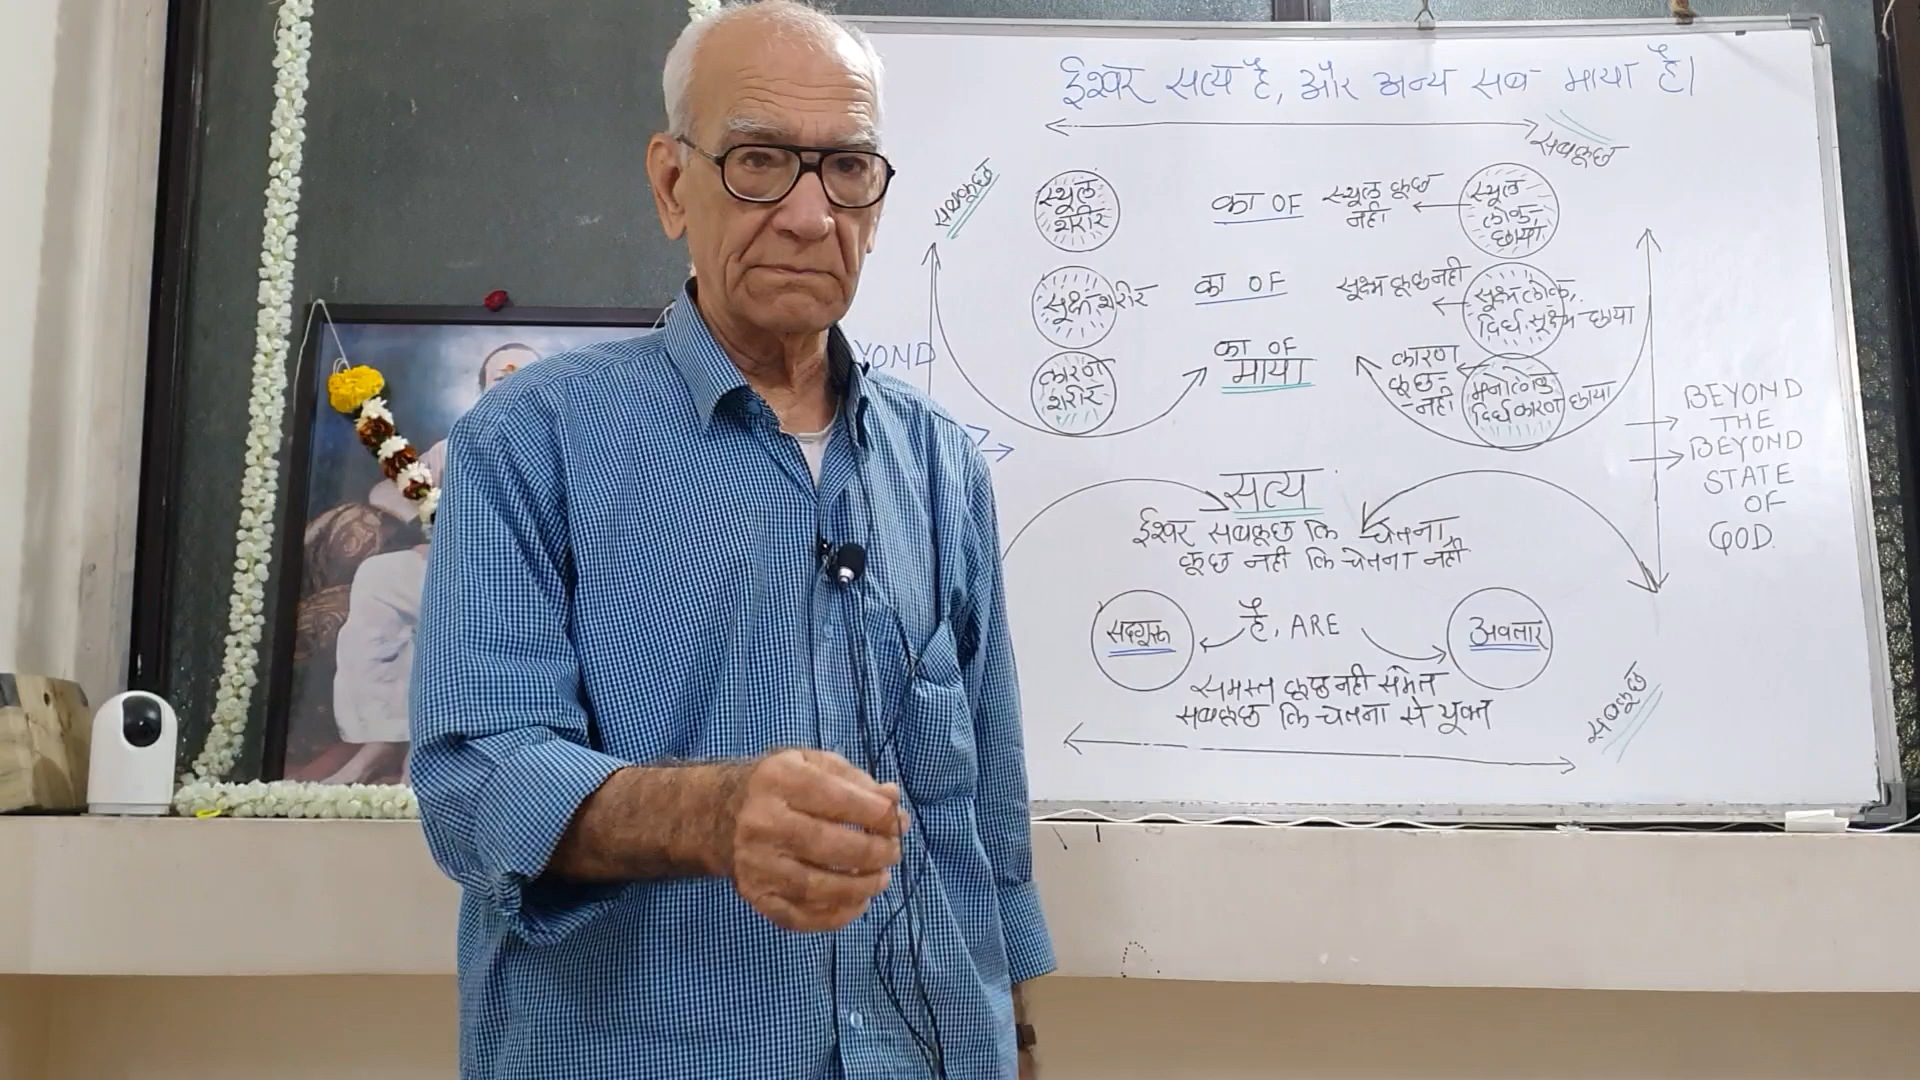 ईश्वर सत्य है, और अन्य सब माया है।
सबकूछ
सबकूछ
स्थूल
शरीर
का OF
स्थूल कूछ
नही
स्थूल
लोक,
छाया
सूक्ष्म शरीर
का OF
सूक्ष्म कूछ नही
सूक्ष्म लोक,
दिर्घ सूक्ष्म छाया
कारण
शरीर
का OF
माया
कारण
कूछ
नही
दिर्घ कारण छाया
YOND
BEYOND
THE
BEYOND
STATE
OF
GOD.
सत्य
ईश्वर सबकूछ कि चेतना
कूछ नही कि चेतना नही
सदगूरू
है, ARE
अवतार
समस्त कूछ नही समेत
सबकूछ कि चेतना से यूक्त
सबकूछ